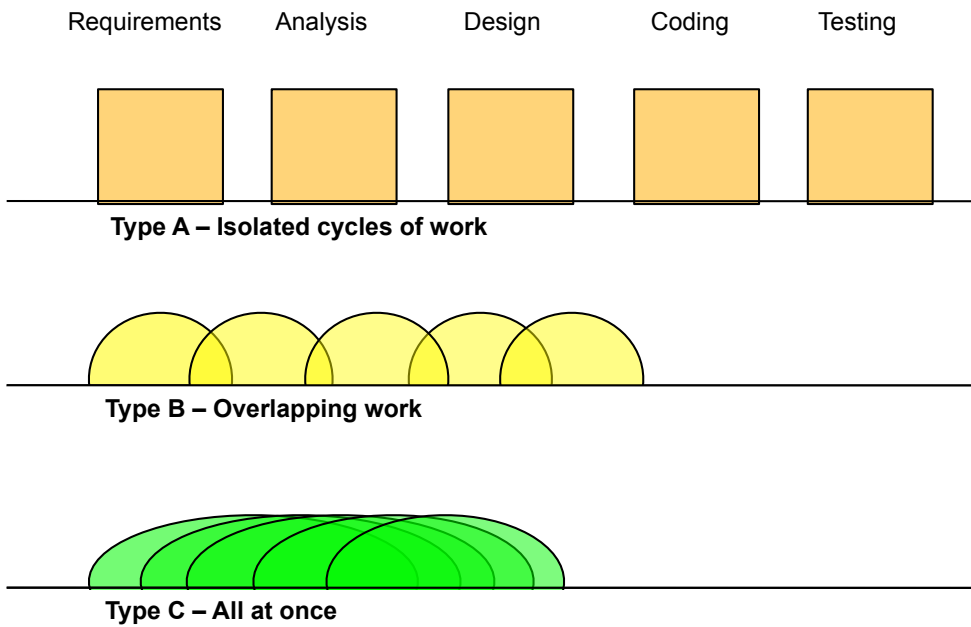 Requirements Analysis Design Coding Testing
Type A – Isolated cycles of work
Type B – Overlapping work
Type C – All at once